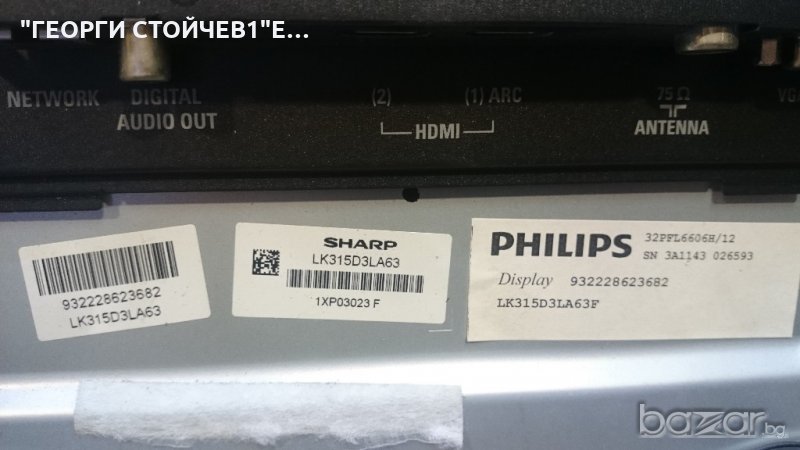 "ГЕОРГИ СТОЙЧЕВ1"Е...
NETWORK
DIGITAL
AUDIO OUT
(2)
(1) ARC
HDMI
75 Ω
ANTENNA
932228623682
LK315D3LA63
SHARP
LK315D3LA63
1XP03023 F
PHILIPS
32PFL6606H/12
SN 3A1143 026593
Display 932228623682
LK315D3LA63F
bazar.bg